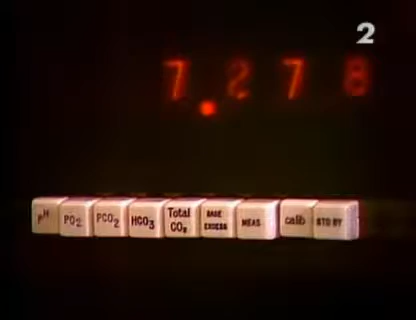 2
7.278
PH
PO2
PCO2
HCO3
Total
CO2
BASE
EXCESS
MEAS
calib
STD BY